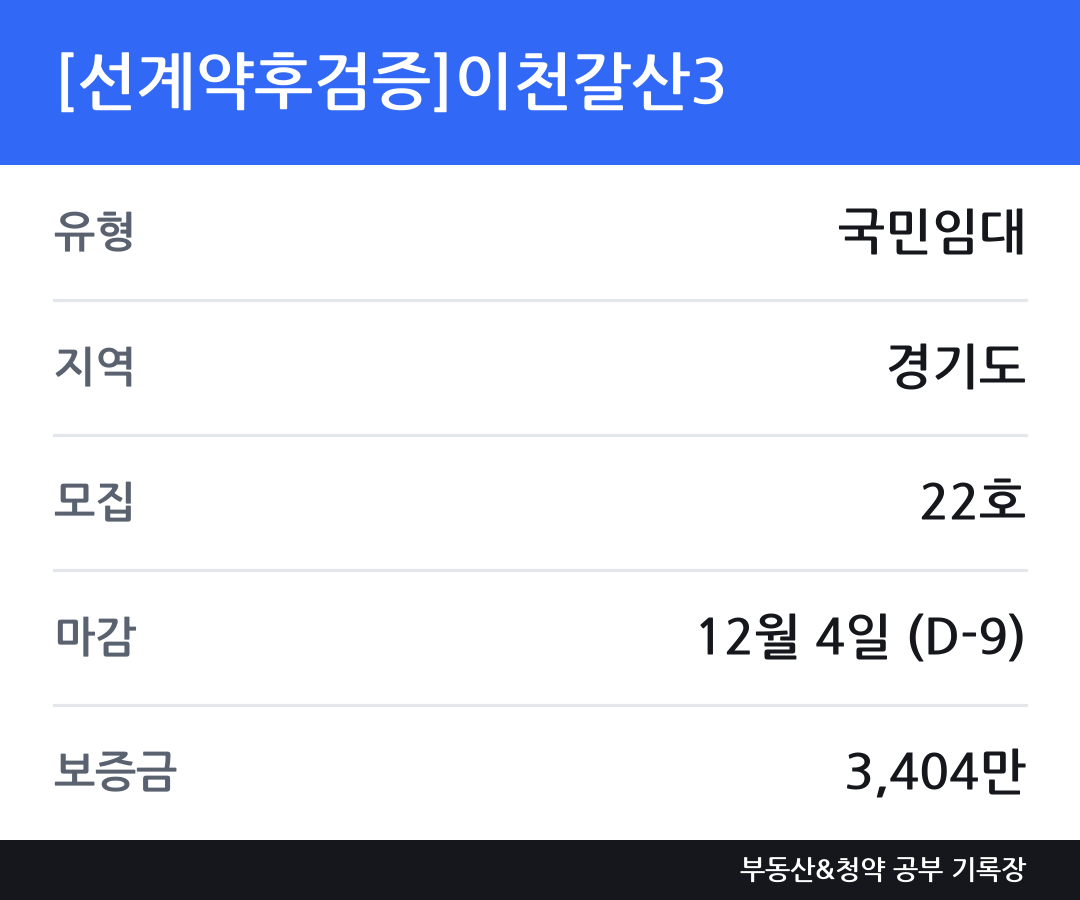 [선계약후검증]이천갈산3
유형 국민임대
지역 경기도
모집 22호
마감 12월 4일 (D-9)
보증금 3,404만
부동산&청약 공부 기록장